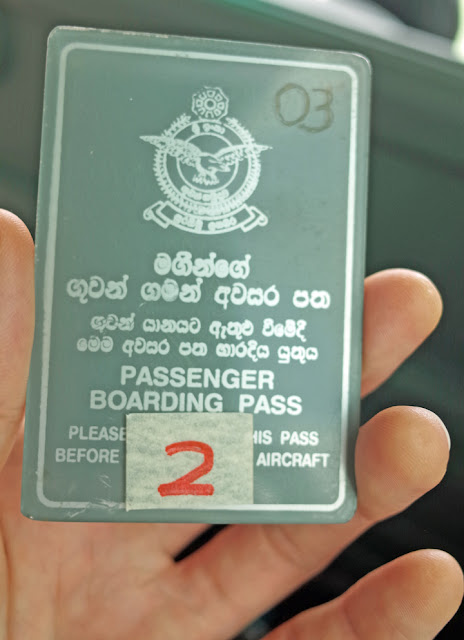 03
මගීන්ගේ
ගුවන් ගමන් අවසර පත
ගුවන් යානයට ඇතුළු වීමේදී
මෙම අවසර පත භාරදිය යුතුය
PASSENGER
BOARDING PASS
PLEASE HIS PASS
BEFORE AIRCRAFT
2